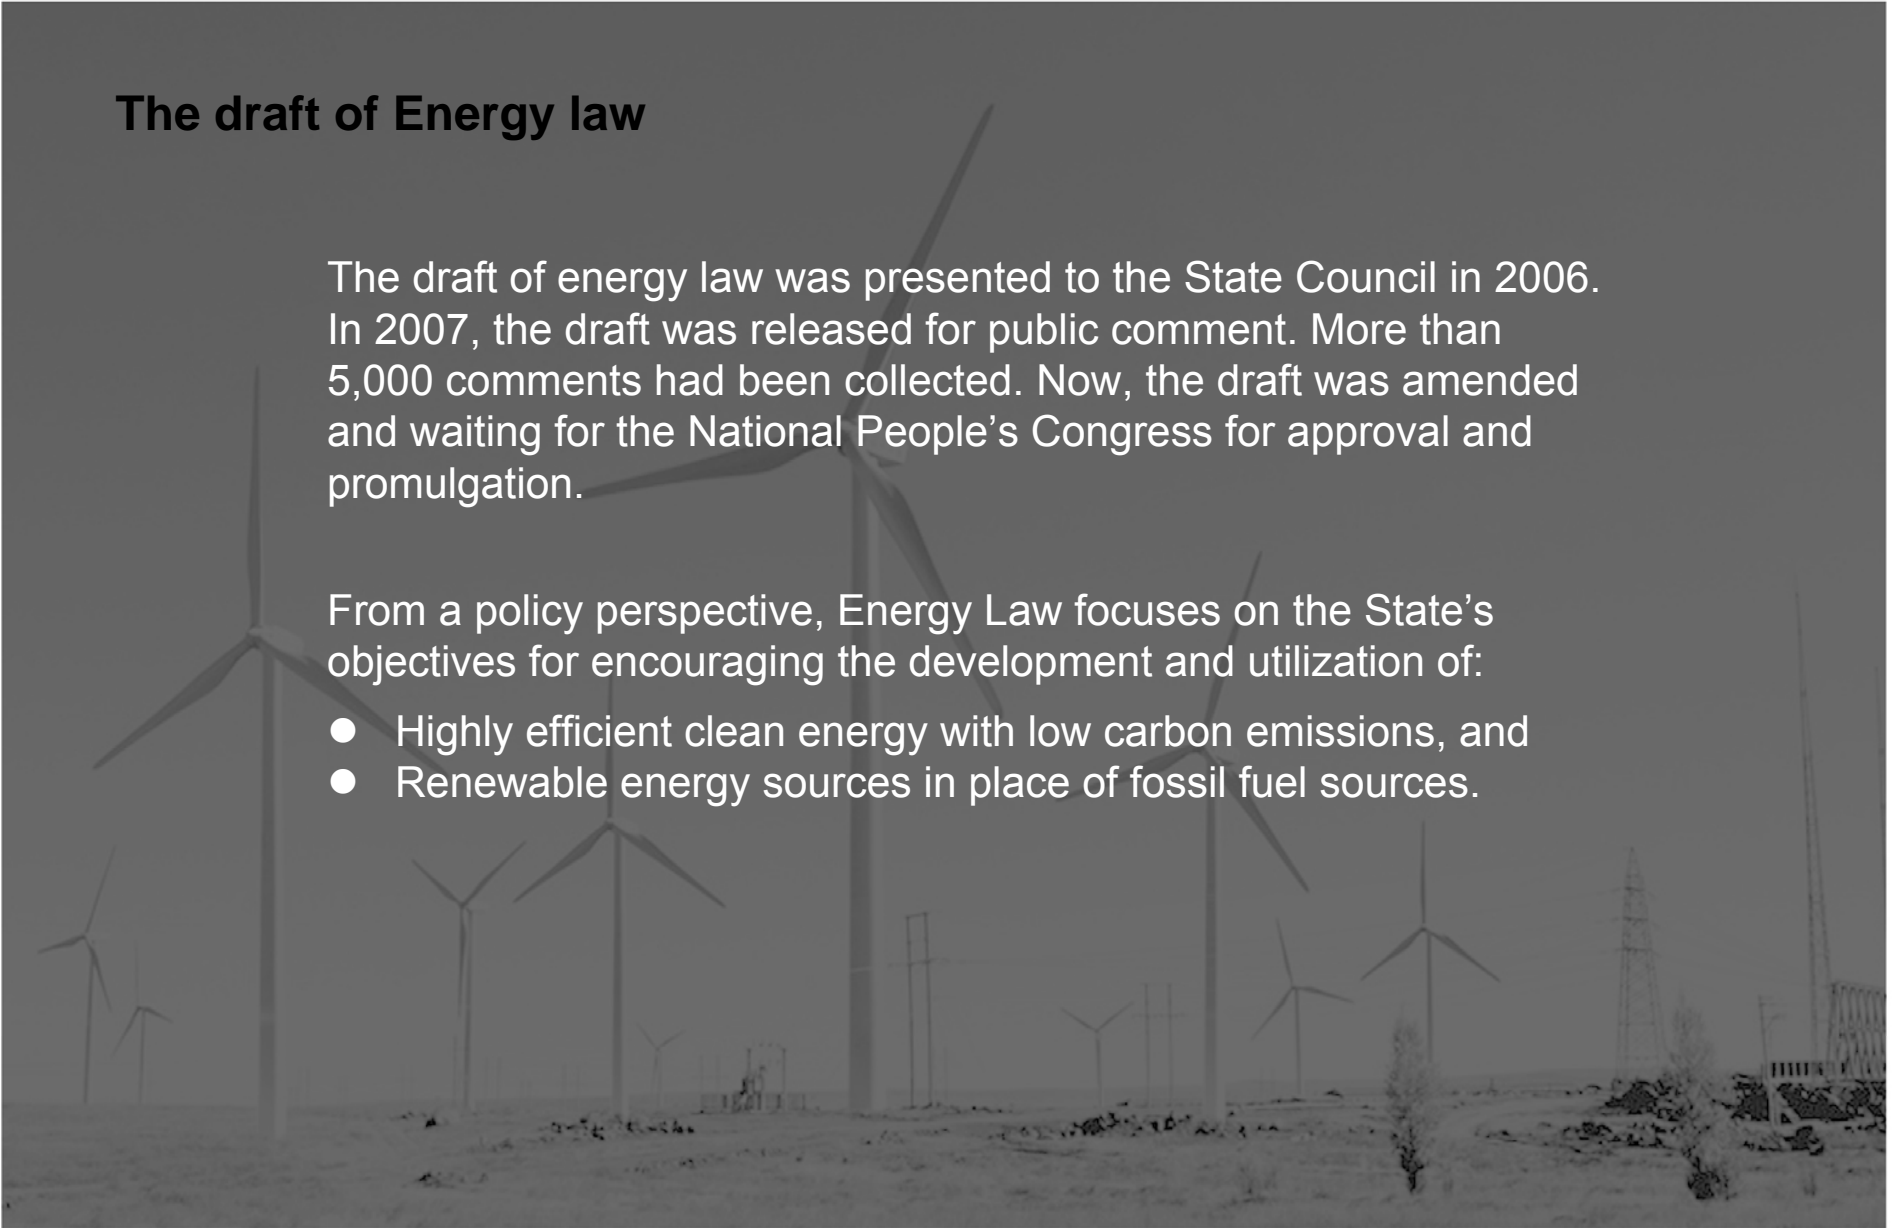 The draft of Energy law
The draft of energy law was presented to the State Council in 2006.
In 2007, the draft was released for public comment. More than
5,000 comments had been collected. Now, the draft was amended
and waiting for the National People’s Congress for approval and
promulgation.
From a policy perspective, Energy Law focuses on the State’s
objectives for encouraging the development and utilization of:
● Highly efficient clean energy with low carbon emissions, and
● Renewable energy sources in place of fossil fuel sources.